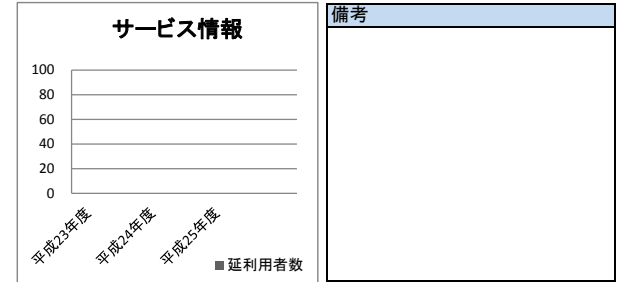 サービス情報
100
80
60
40
20
0
平成23年度
平成24年度
平成25年度
延利用者数
備考